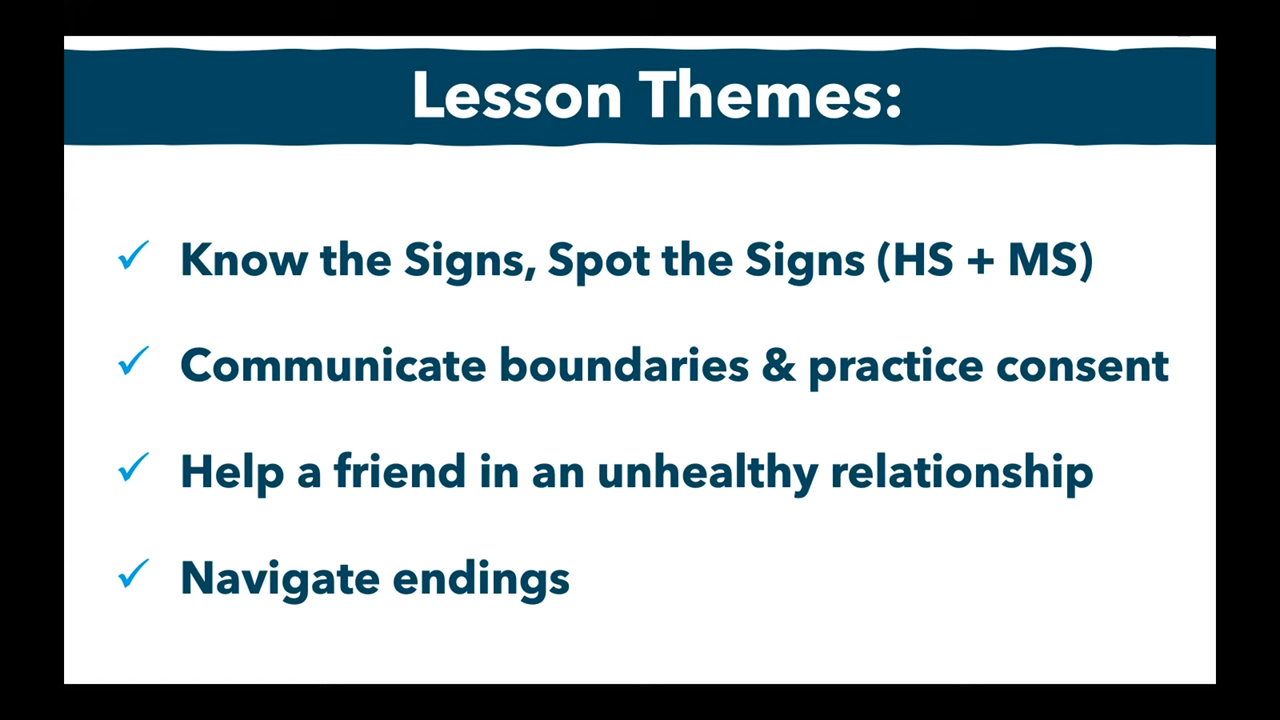 Lesson Themes:
Know the Signs, Spot the Signs (HS + MS)
Communicate boundaries & practice consent
Help a friend in an unhealthy relationship
Navigate endings